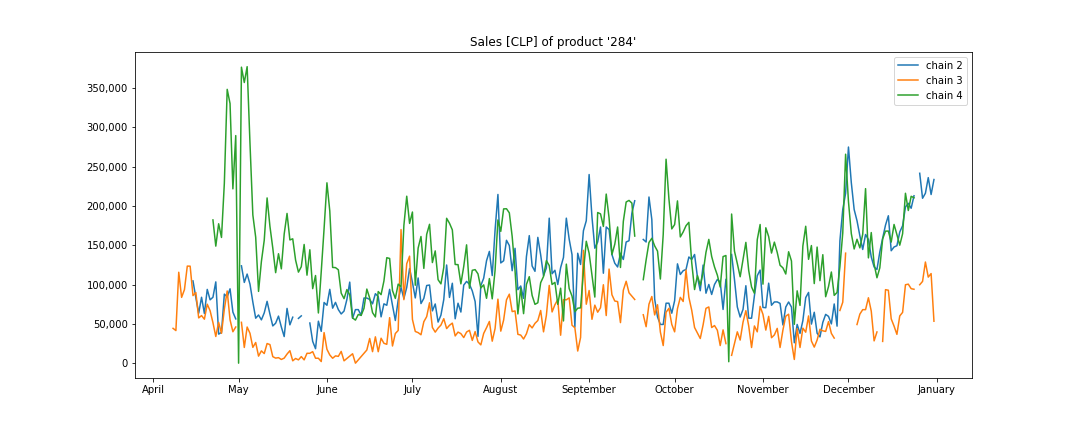 Sales [CLP] of product '284'
chain 2
chain 3
chain 4
350,000
300,000
250,000
200,000
150,000
100,000
50,000
0
April May June July August September October November December January